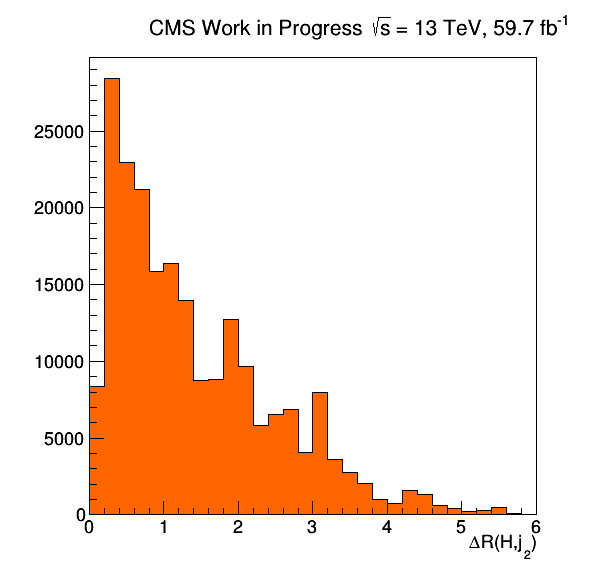 CMS Work in Progress √s = 13 TeV, 59.7 fb⁻¹
25000
20000
15000
10000
5000
0
0 1 2 3 4 5 6
ΔR(H,j₂)